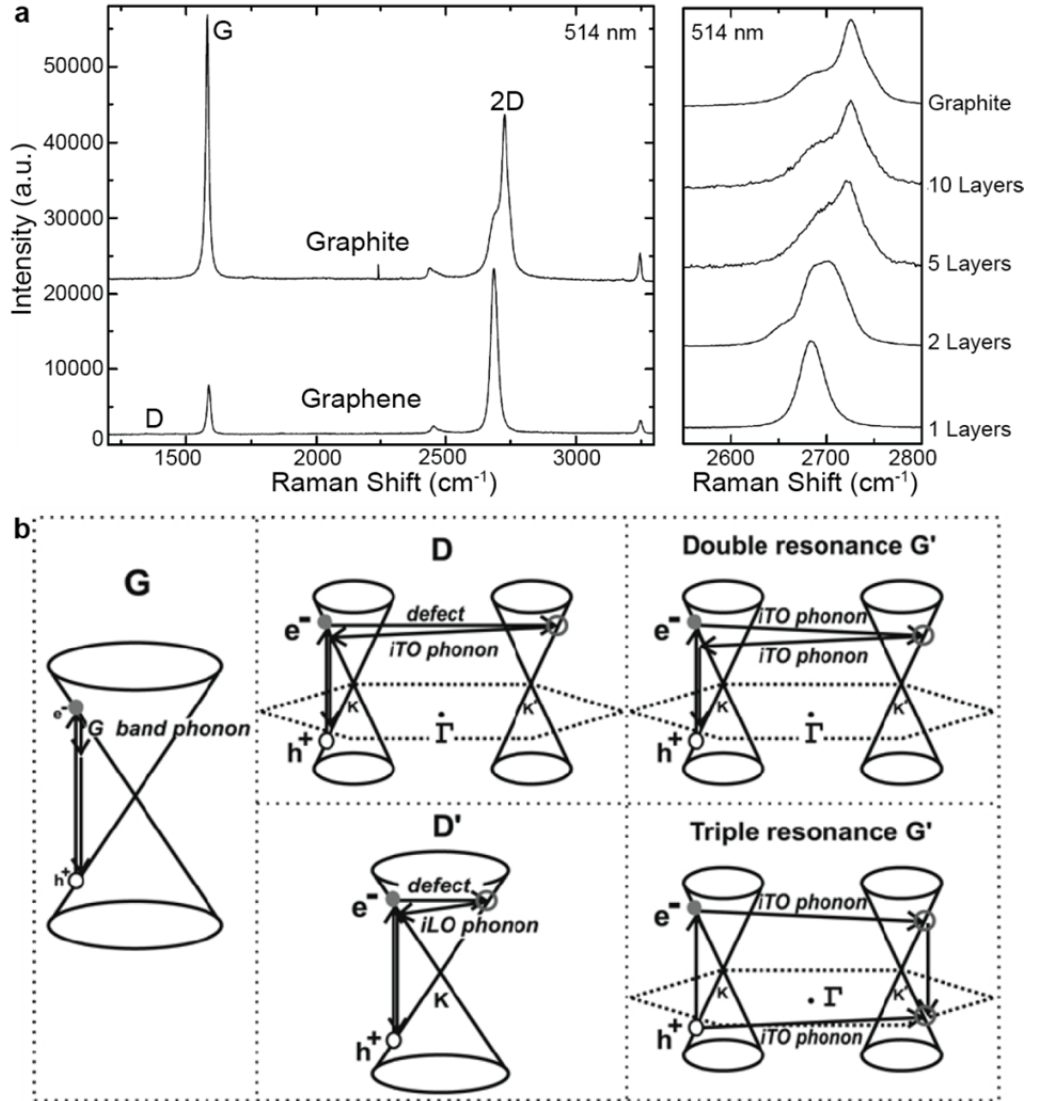 a
514 nm
G
2D
Graphite
Graphene
D
50000
40000
30000
20000
10000
0
Intensity (a.u.)
1500 2000 2500 3000
Raman Shift (cm-1)
514 nm
Graphite
10 Layers
5 Layers
2 Layers
1 Layers
2600 2700 2800
Raman Shift (cm-1)
b
G
e-
G band phonon
h+
D
e-
defect
iTO phonon
K
K'
Γ
h+
Double resonance G'
e-
iTO phonon
iTO phonon
K
K'
Γ
h+
D'
e-
defect
iLO phonon
K
h+
Triple resonance G'
e-
iTO phonon
K
K'
Γ
h+
iTO phonon